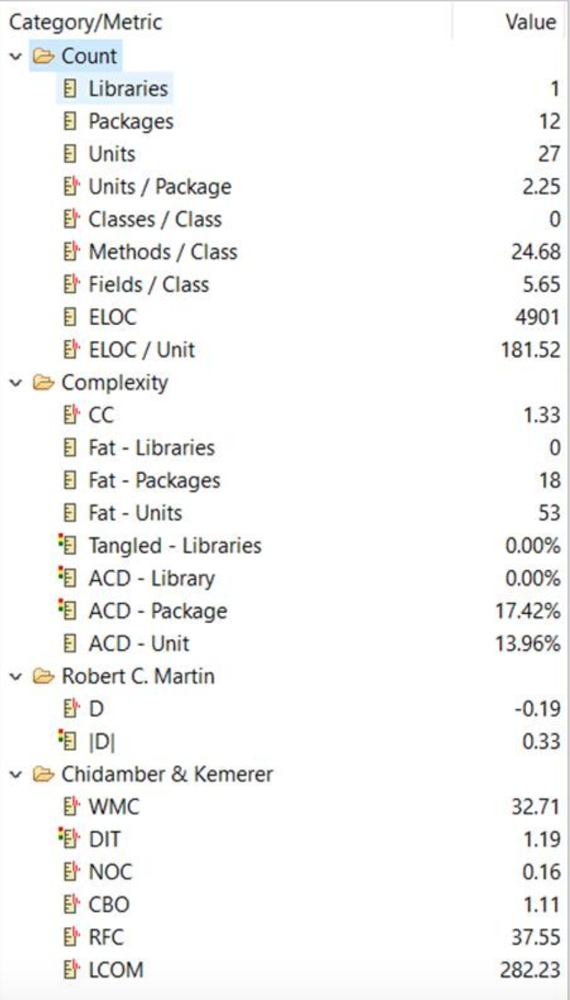 Category/Metric Value
Count
Libraries 1
Packages 12
Units 27
Units / Package 2.25
Classes / Class 0
Methods / Class 24.68
Fields / Class 5.65
ELOC 4901
ELOC / Unit 181.52
Complexity
CC 1.33
Fat - Libraries 0
Fat - Packages 18
Fat - Units 53
Tangled - Libraries 0.00%
ACD - Library 0.00%
ACD - Package 17.42%
ACD - Unit 13.96%
Robert C. Martin
D -0.19
|D| 0.33
Chidamber & Kemerer
WMC 32.71
DIT 1.19
NOC 0.16
CBO 1.11
RFC 37.55
LCOM 282.23